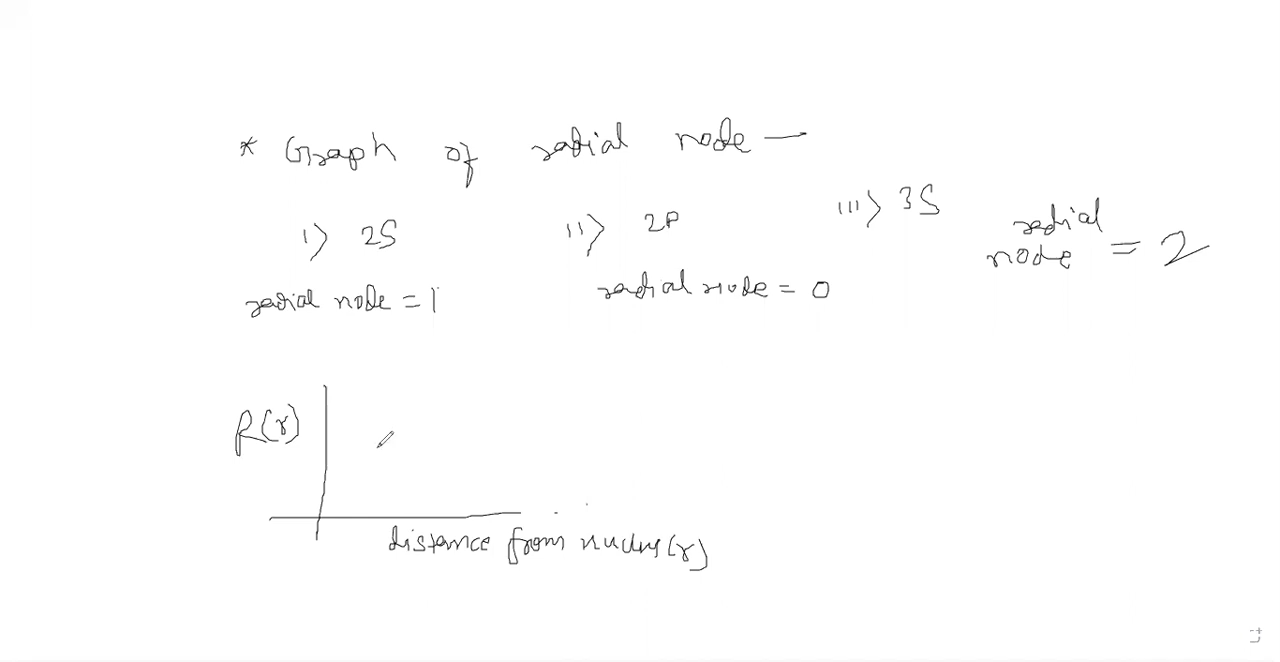 * Graph of radial node —
i) 2S
ii) 2P
iii) 3S
radial node = 1
radial node = 0
radial node = 2
R(r)
distance from nucleus (r)